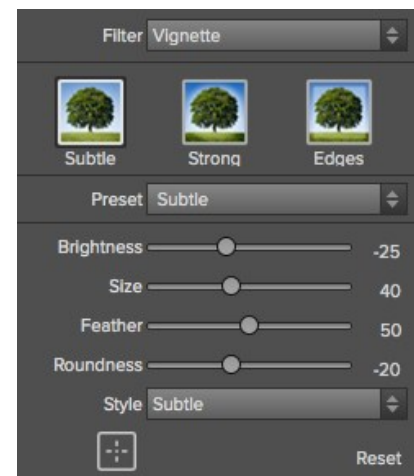 Filter Vignette
Subtle Strong Edges
Preset Subtle
Brightness -25
Size 40
Feather 50
Roundness -20
Style Subtle
Reset